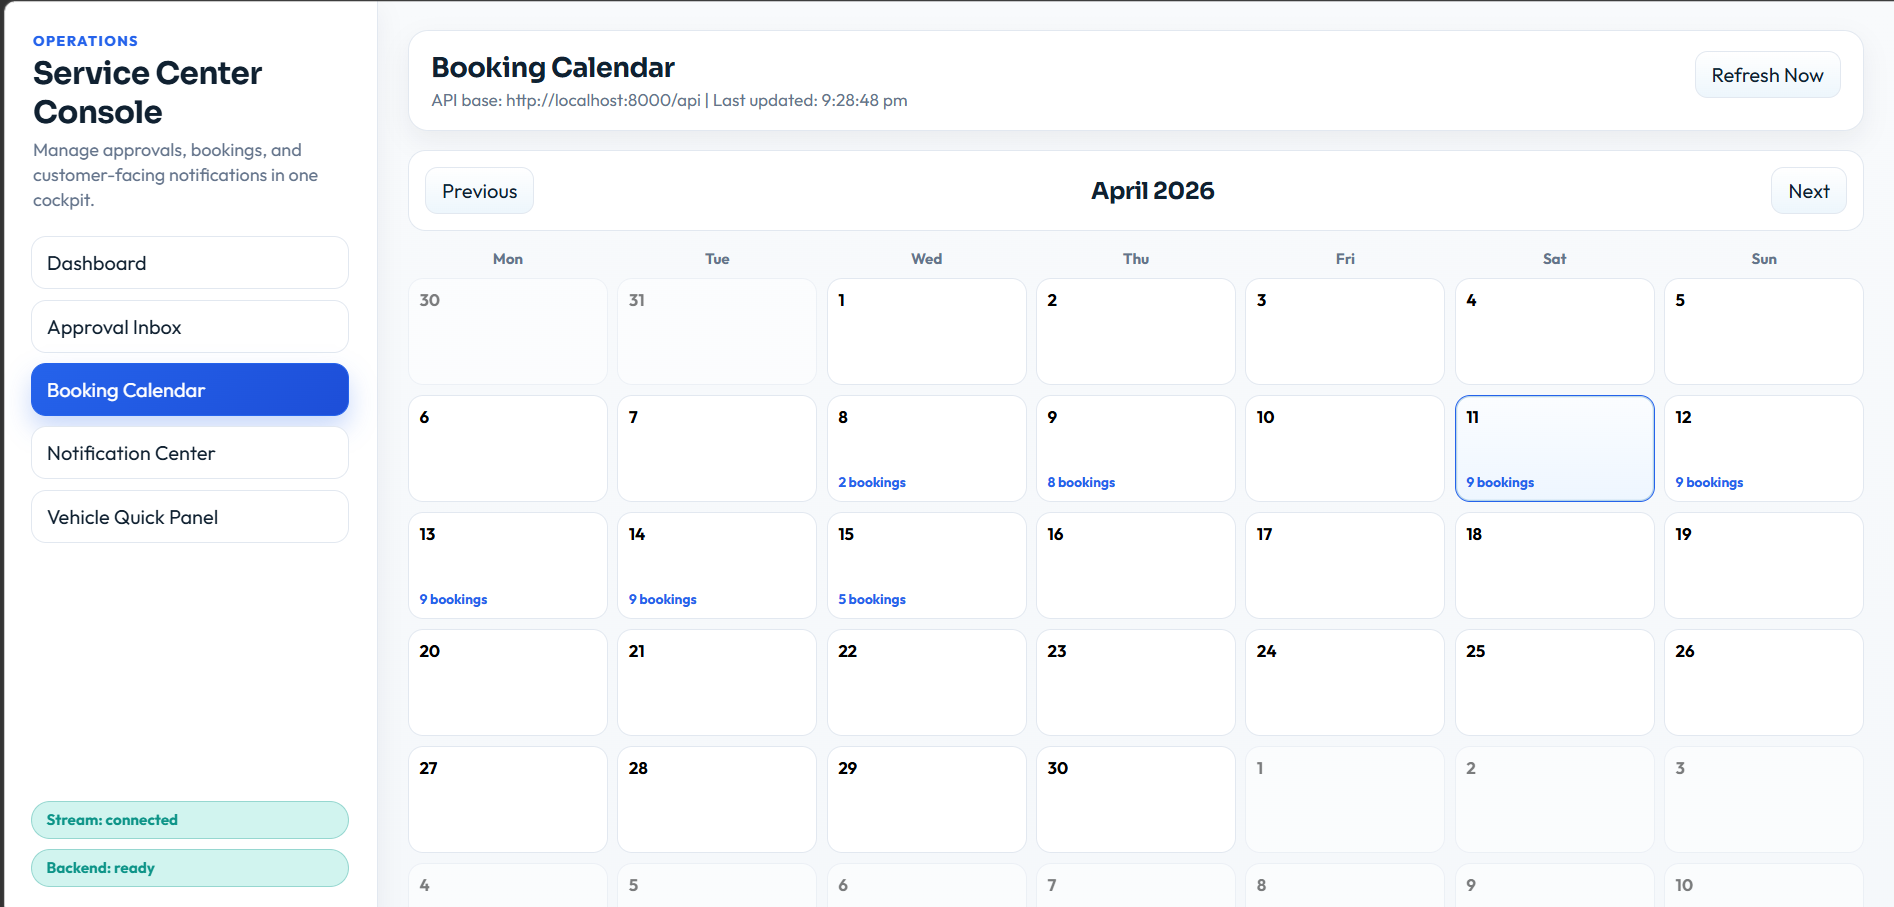 OPERATIONS
Service Center
Console
Manage approvals, bookings, and
customer-facing notifications in one
cockpit.
Dashboard
Approval Inbox
Booking Calendar
Notification Center
Vehicle Quick Panel
Stream: connected
Backend: ready
Booking Calendar
API base: http://localhost:8000/api | Last updated: 9:28:48 pm
Refresh Now
Previous
April 2026
Next
Mon Tue Wed Thu Fri Sat Sun
30 31 1 2 3 4 5
6 7 8 9 10 11 12
2 bookings 8 bookings 9 bookings 9 bookings
13 14 15 16 17 18 19
9 bookings 9 bookings 5 bookings
20 21 22 23 24 25 26
27 28 29 30 1 2 3
4 5 6 7 8 9 10